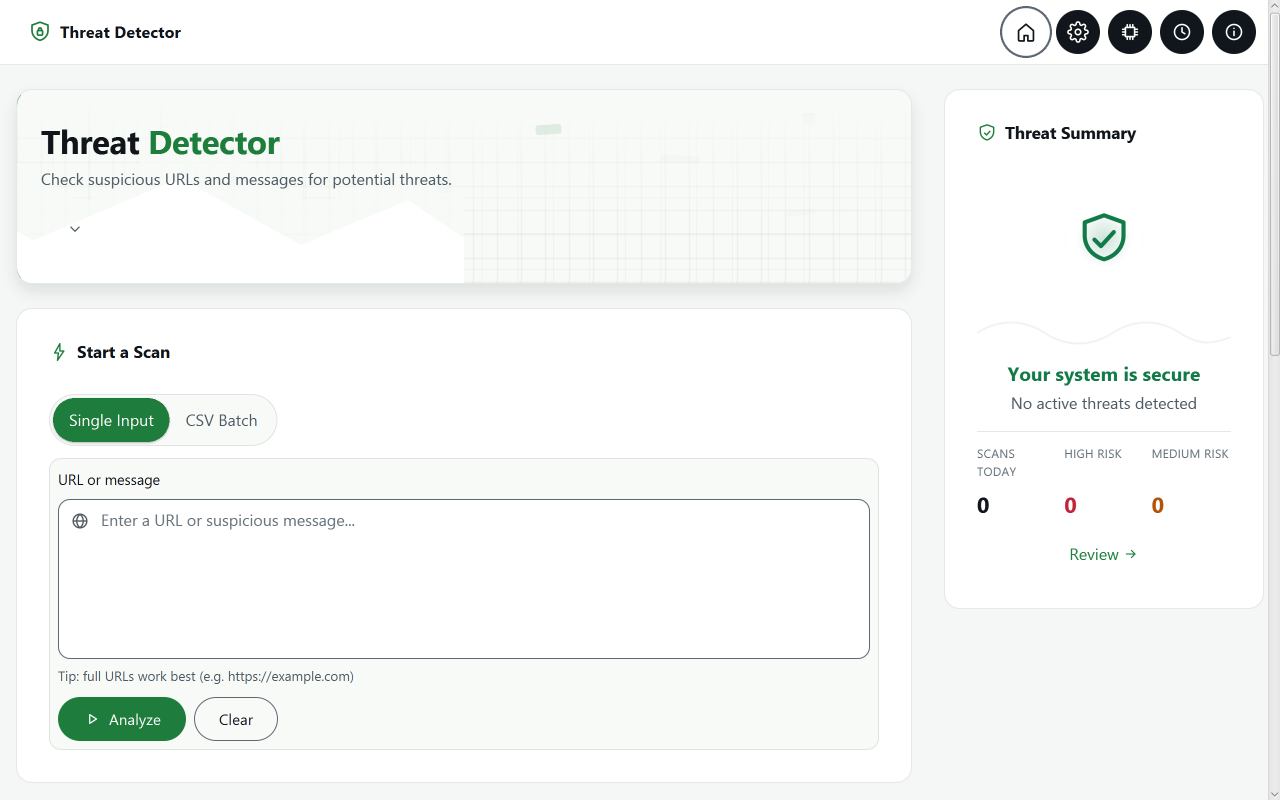 Threat Detector
Threat Detector
Check suspicious URLs and messages for potential threats.
Start a Scan
Single Input
CSV Batch
URL or message
Enter a URL or suspicious message...
Tip: full URLs work best (e.g. https://example.com)
Analyze
Clear
Threat Summary
Your system is secure
No active threats detected
SCANS TODAY
0
HIGH RISK
0
MEDIUM RISK
0
Review →